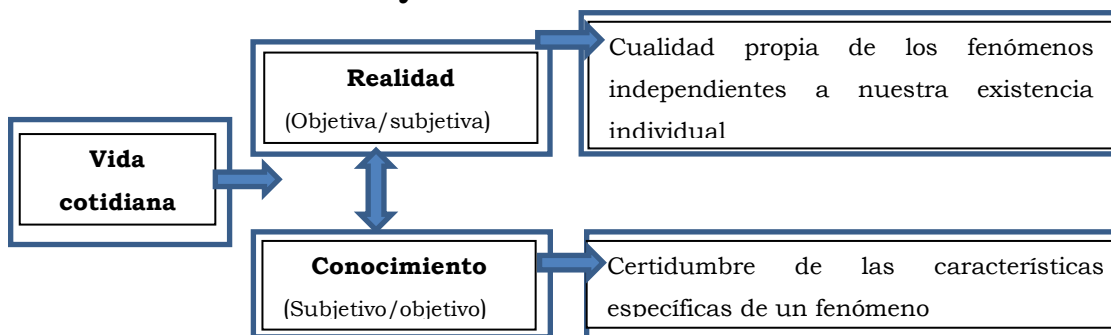 Vida
cotidiana
Realidad
(Objetiva/subjetiva)
Cualidad propia de los fenómenos
independientes a nuestra existencia
individual
Conocimiento
(Subjetivo/objetivo)
Certidumbre de las características
específicas de un fenómeno